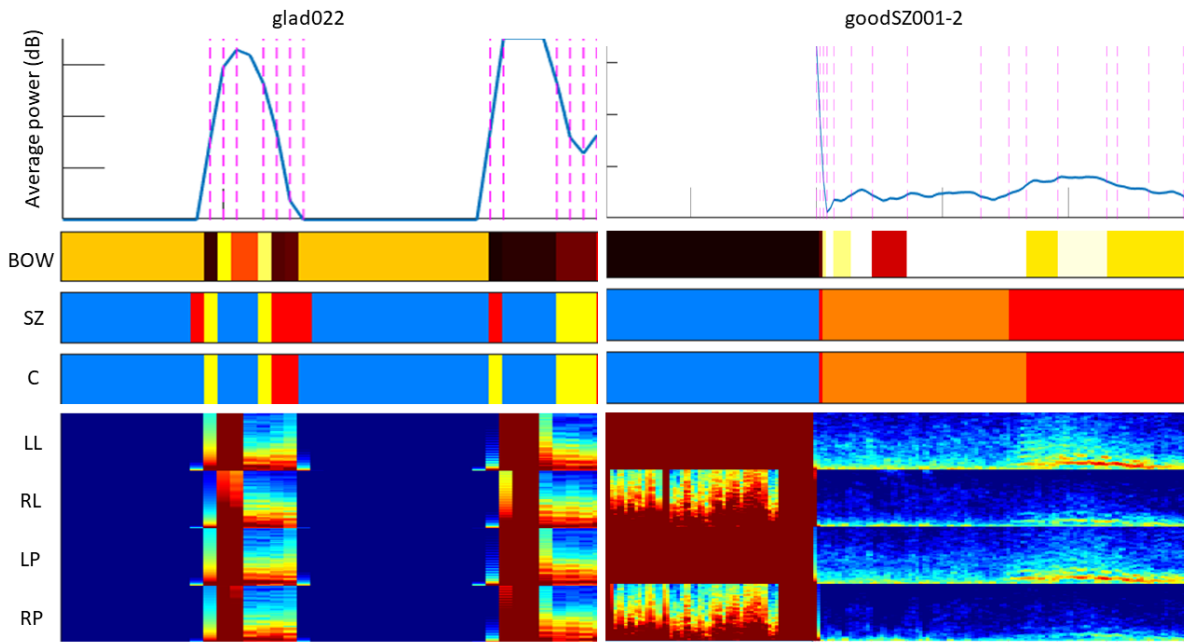 glad022
goodSZ001-2
Average power (dB)
BOW
SZ
C
LL
RL
LP
RP